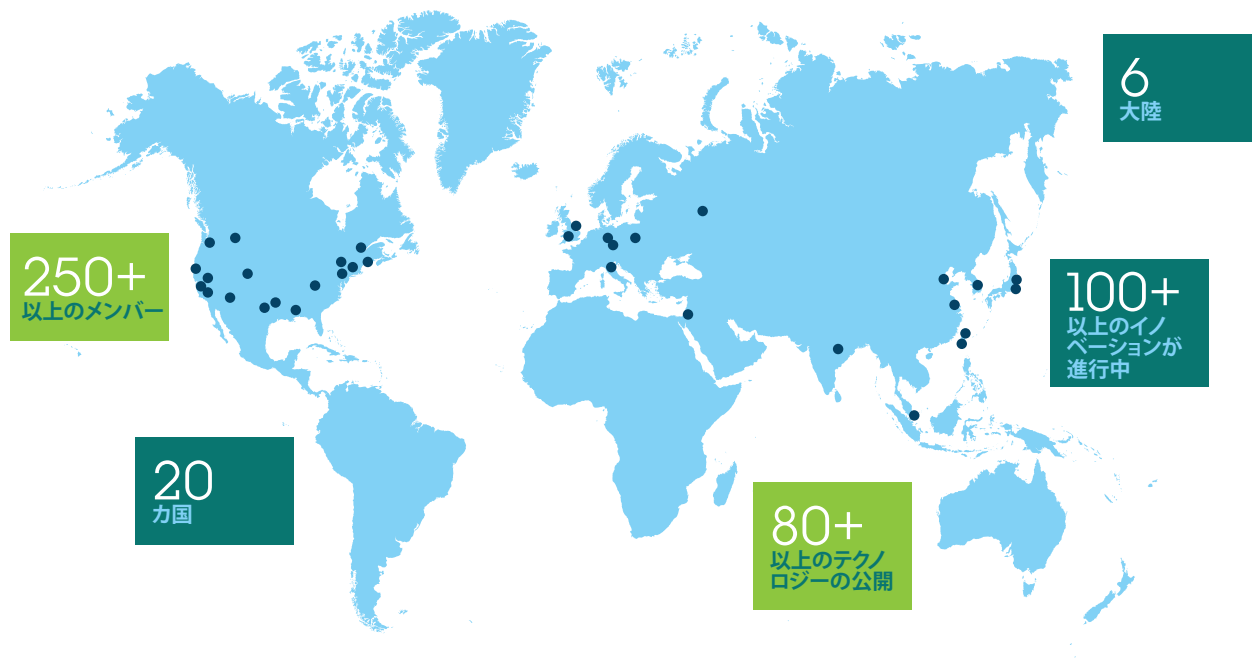 6
大陸
250+
以上のメンバー
100+
以上のイノ
ベーションが
進行中
20
カ国
80+
以上のテクノ
ロジーの公開